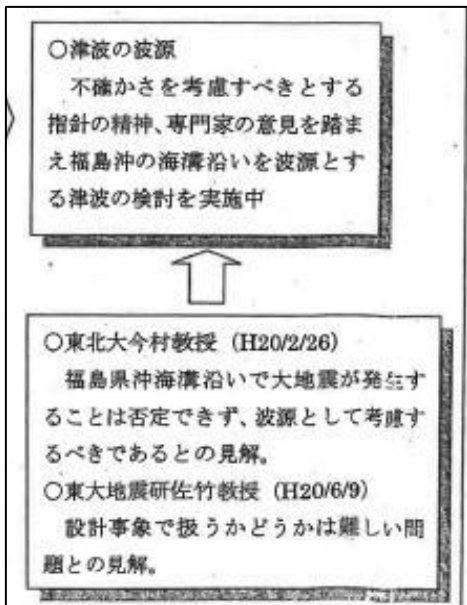 ○津波の波源
不確かさを考慮すべきとする
指針の精神、専門家の意見を踏ま
え福島沖の海溝沿いを波源とす
る津波の検討を実施中
○東北大今村教授（H20/2/26）
福島県沖海溝沿いで大地震が発生す
ることは否定できず、波源として考慮す
るべきであるとの見解。
○東大地震研佐竹教授（H20/6/9）
設計事象で扱うかどうかは難しい問
題との見解。